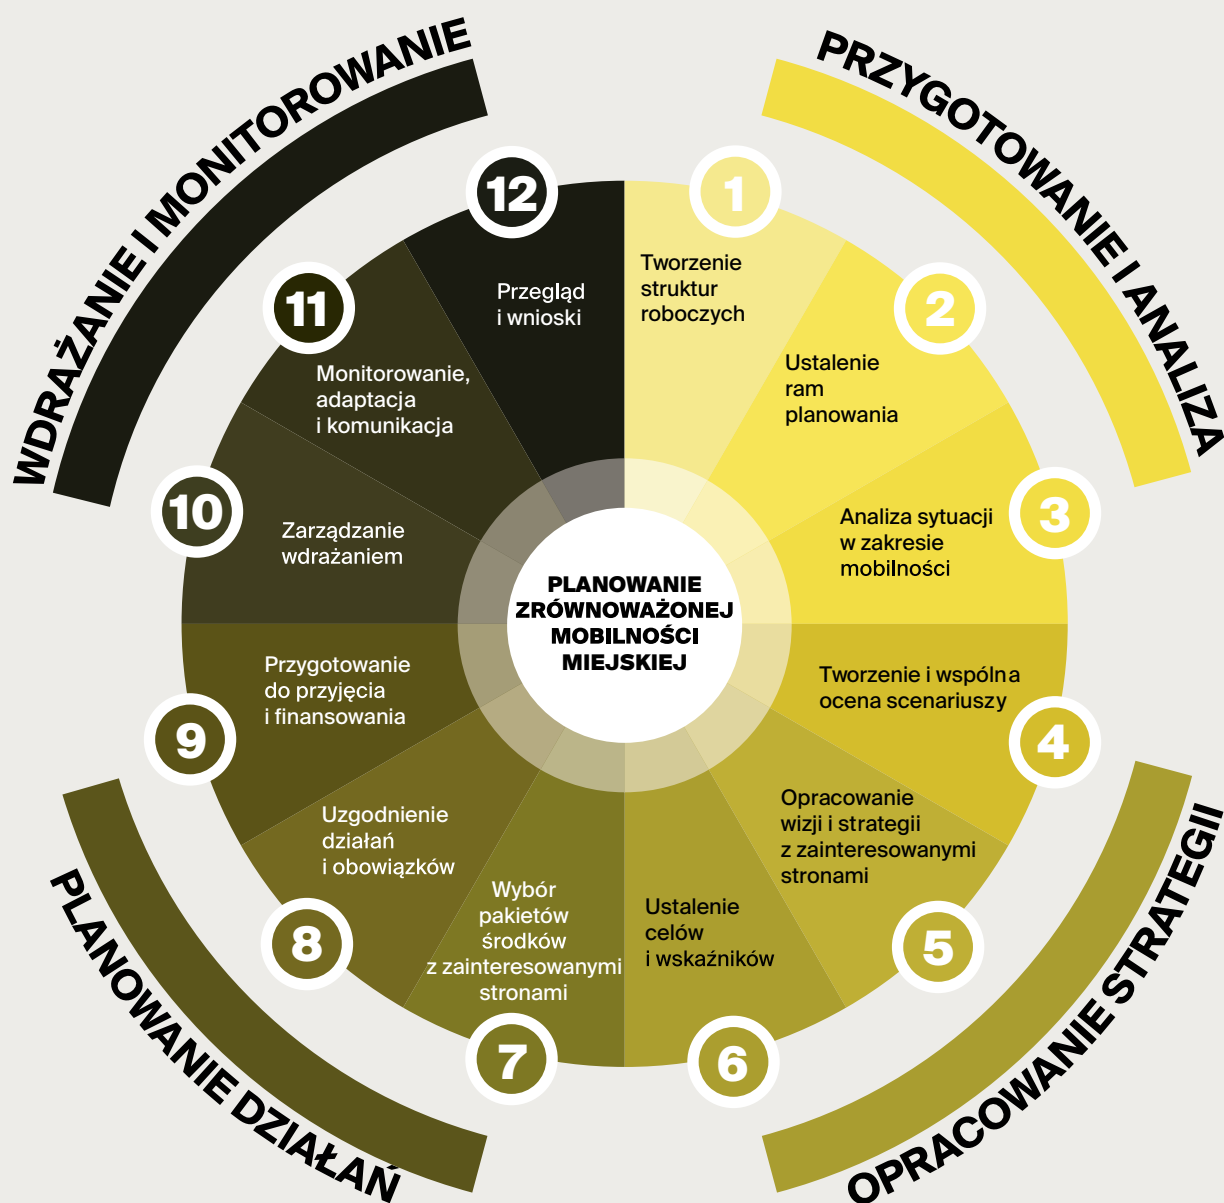 PRZYGOTOWANIE I ANALIZA
1
Tworzenie
struktur
roboczych
2
Ustalenie
ram
planowania
3
Analiza sytuacji
w zakresie
mobilności
OPRACOWANIE STRATEGII
4
Tworzenie i wspólna
ocena scenariuszy
5
Opracowanie
wizji i strategii
z zainteresowanymi
stronami
6
Ustalenie
celów
i wskaźników
PLANOWANIE DZIAŁAŃ
7
Wybór
pakietów
środków
z zainteresowanymi
stronami
8
Uzgodnienie
działań
i obowiązków
9
Przygotowanie
do przyjęcia
i finansowania
WDRAŻANIE I MONITOROWANIE
10
Zarządzanie
wdrażaniem
11
Monitorowanie,
adaptacja
i komunikacja
12
Przegląd
i wnioski
PLANOWANIE
ZRÓWNOWAŻONEJ
MOBILNOŚCI
MIEJSKIEJ